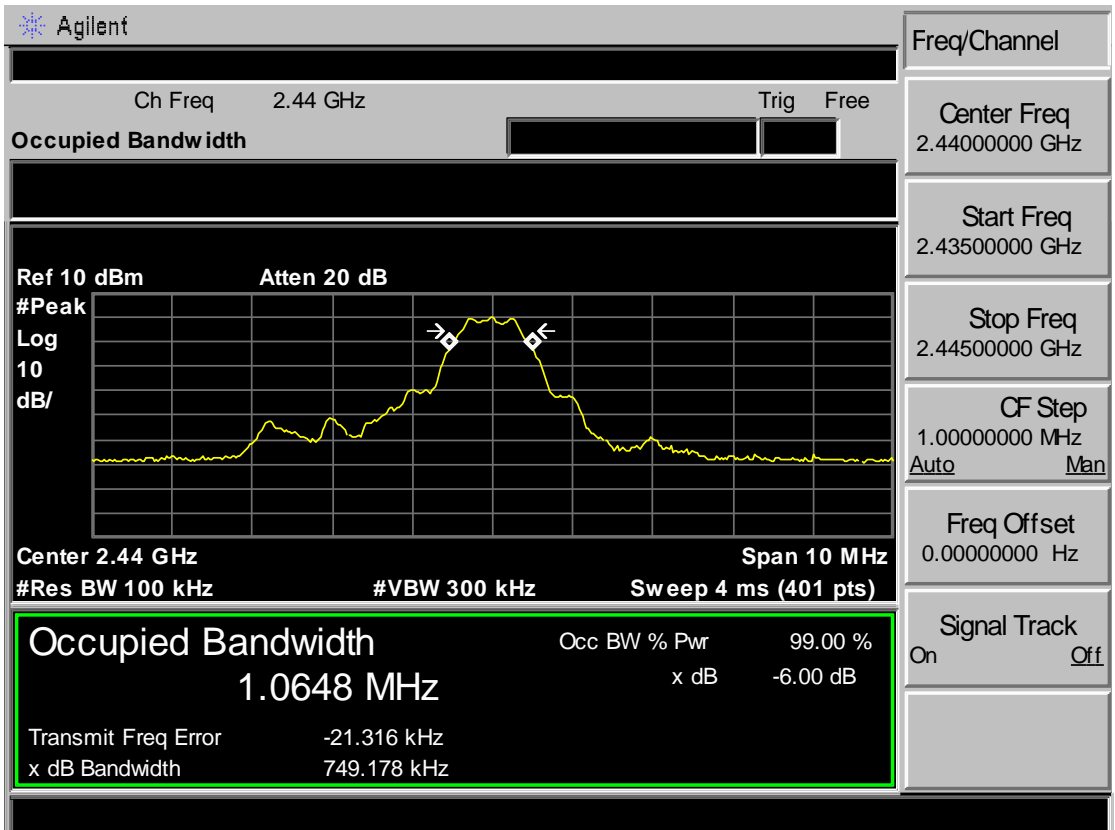 Agilent
Freq/Channel
Ch Freq 2.44 GHz Trig Free
Occupied Bandwidth
Center Freq
2.44000000 GHz
Start Freq
2.43500000 GHz
Stop Freq
2.44500000 GHz
CF Step
1.00000000 MHz
Auto Man
Freq Offset
0.00000000 Hz
Signal Track
On Off
Ref 10 dBm Atten 20 dB
#Peak
Log
10
dB/
Center 2.44 GHz Span 10 MHz
#Res BW 100 kHz #VBW 300 kHz Sweep 4 ms (401 pts)
Occupied Bandwidth
1.0648 MHz
Occ BW % Pwr 99.00 %
x dB -6.00 dB
Transmit Freq Error -21.316 kHz
x dB Bandwidth 749.178 kHz